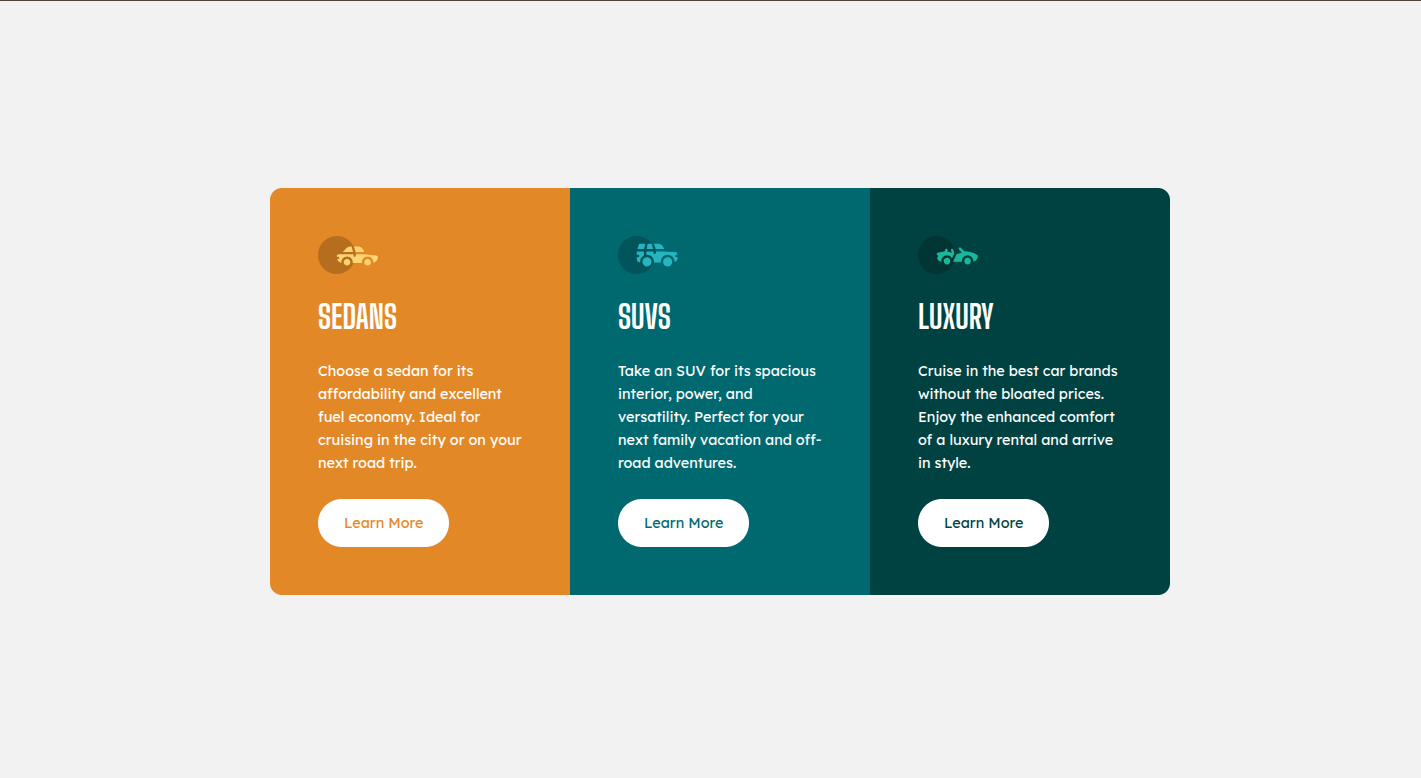 SEDANS
Choose a sedan for its
affordability and excellent
fuel economy. Ideal for
cruising in the city or on your
next road trip.
Learn More
SUVS
Take an SUV for its spacious
interior, power, and
versatility. Perfect for your
next family vacation and off-
road adventures.
Learn More
LUXURY
Cruise in the best car brands
without the bloated prices.
Enjoy the enhanced comfort
of a luxury rental and arrive
in style.
Learn More